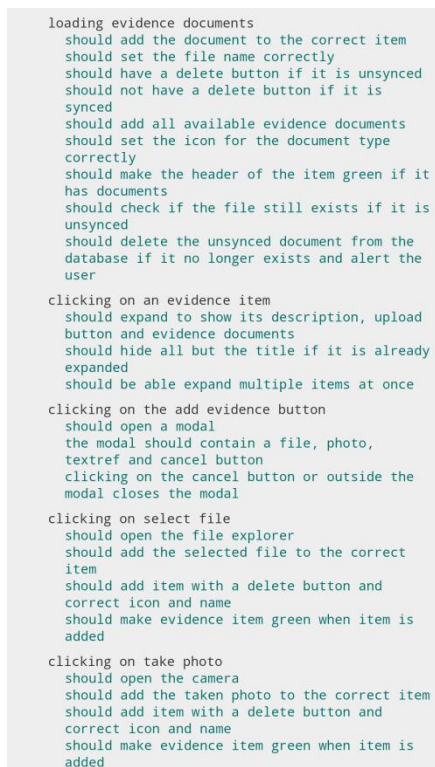 loading evidence documents
should add the document to the correct item
should set the file name correctly
should have a delete button if it is unsynced
should not have a delete button if it is
synced
should add all available evidence documents
should set the icon for the document type
correctly
should make the header of the item green if it
has documents
should check if the file still exists if it is
unsynced
should delete the unsynced document from the
database if it no longer exists and alert the
user
clicking on an evidence item
should expand to show its description, upload
button and evidence documents
should hide all but the title if it is already
expanded
should be able expand multiple items at once
clicking on the add evidence button
should open a modal
the modal should contain a file, photo,
textref and cancel button
clicking on the cancel button or outside the
modal closes the modal
clicking on select file
should open the file explorer
should add the selected file to the correct
item
should add item with a delete button and
correct icon and name
should make evidence item green when item is
added
clicking on take photo
should open the camera
should add the taken photo to the correct item
should add item with a delete button and
correct icon and name
should make evidence item green when item is
added